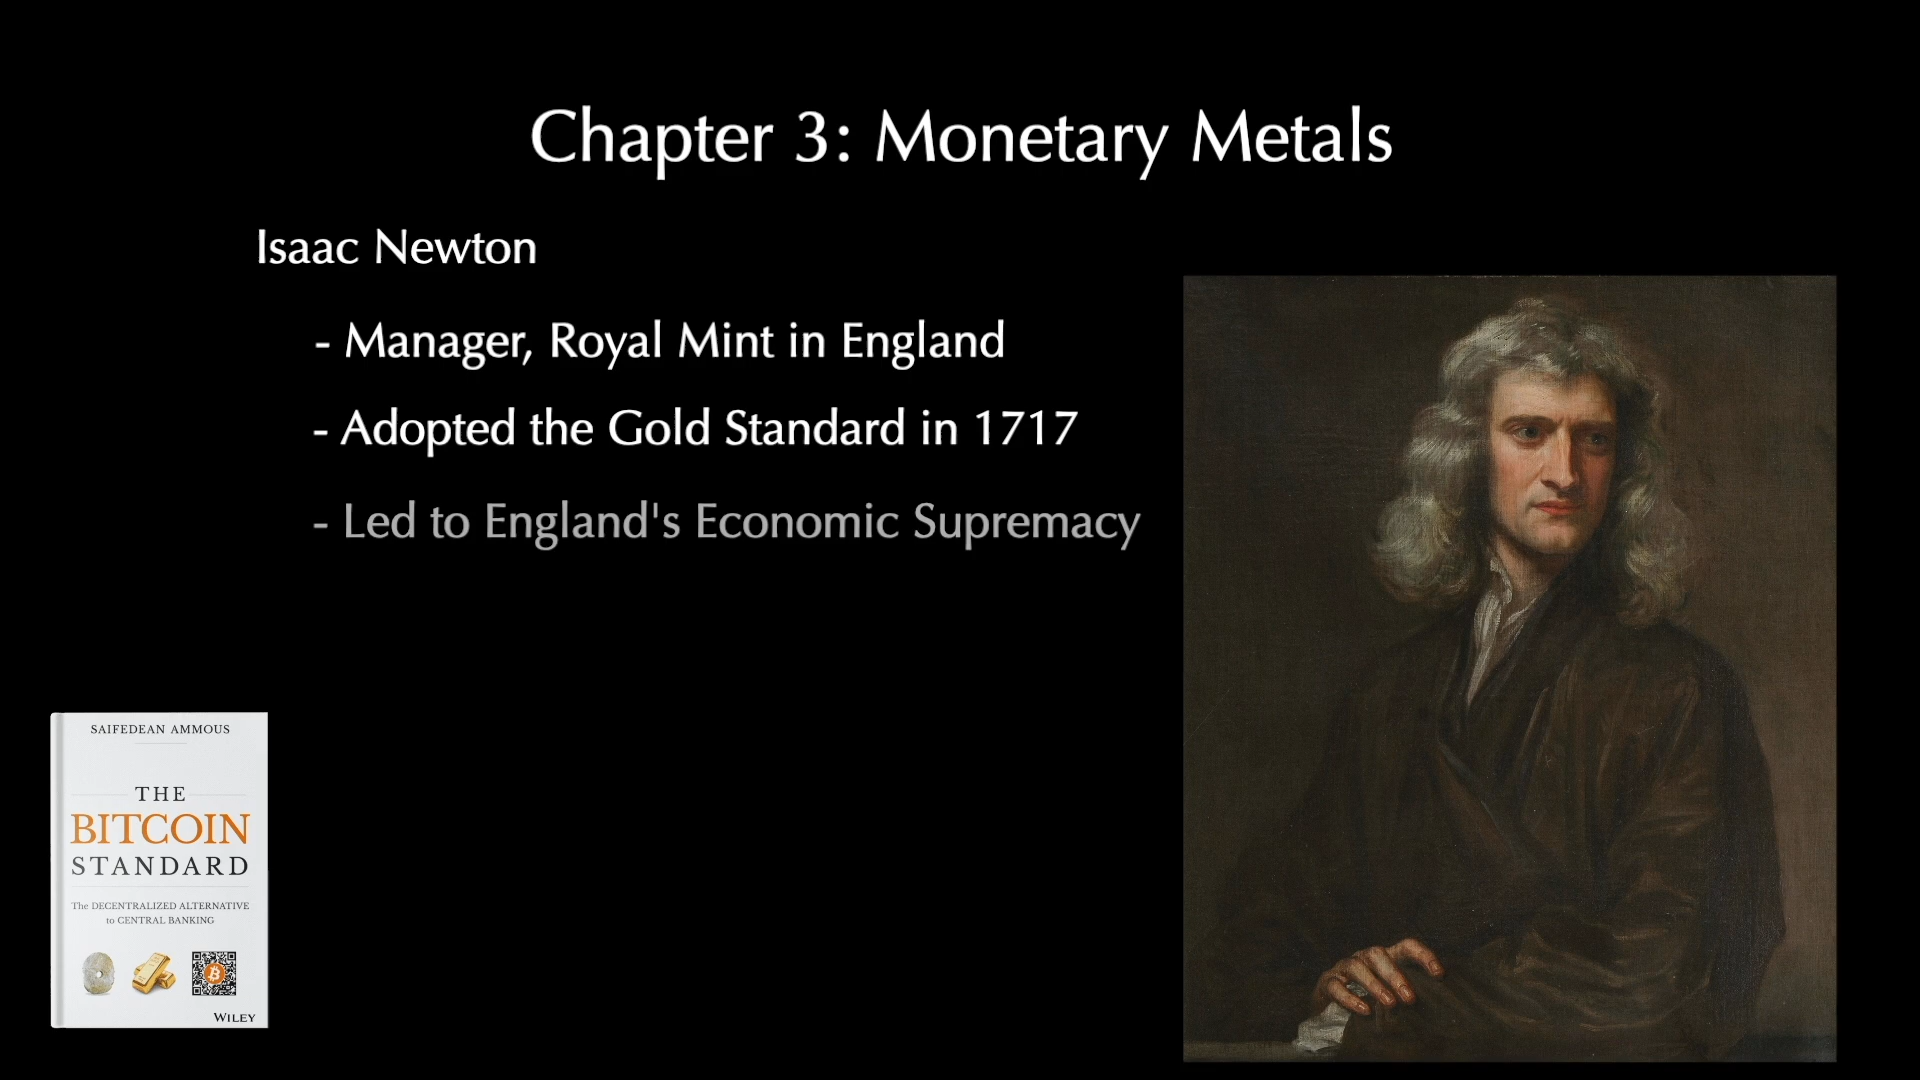 Chapter 3: Monetary Metals
Isaac Newton
- Manager, Royal Mint in England
- Adopted the Gold Standard in 1717
- Led to England's Economic Supremacy
SAIFEDEAN AMMOUS
THE
BITCOIN
STANDARD
The DECENTRALIZED ALTERNATIVE
to CENTRAL BANKING
WILEY